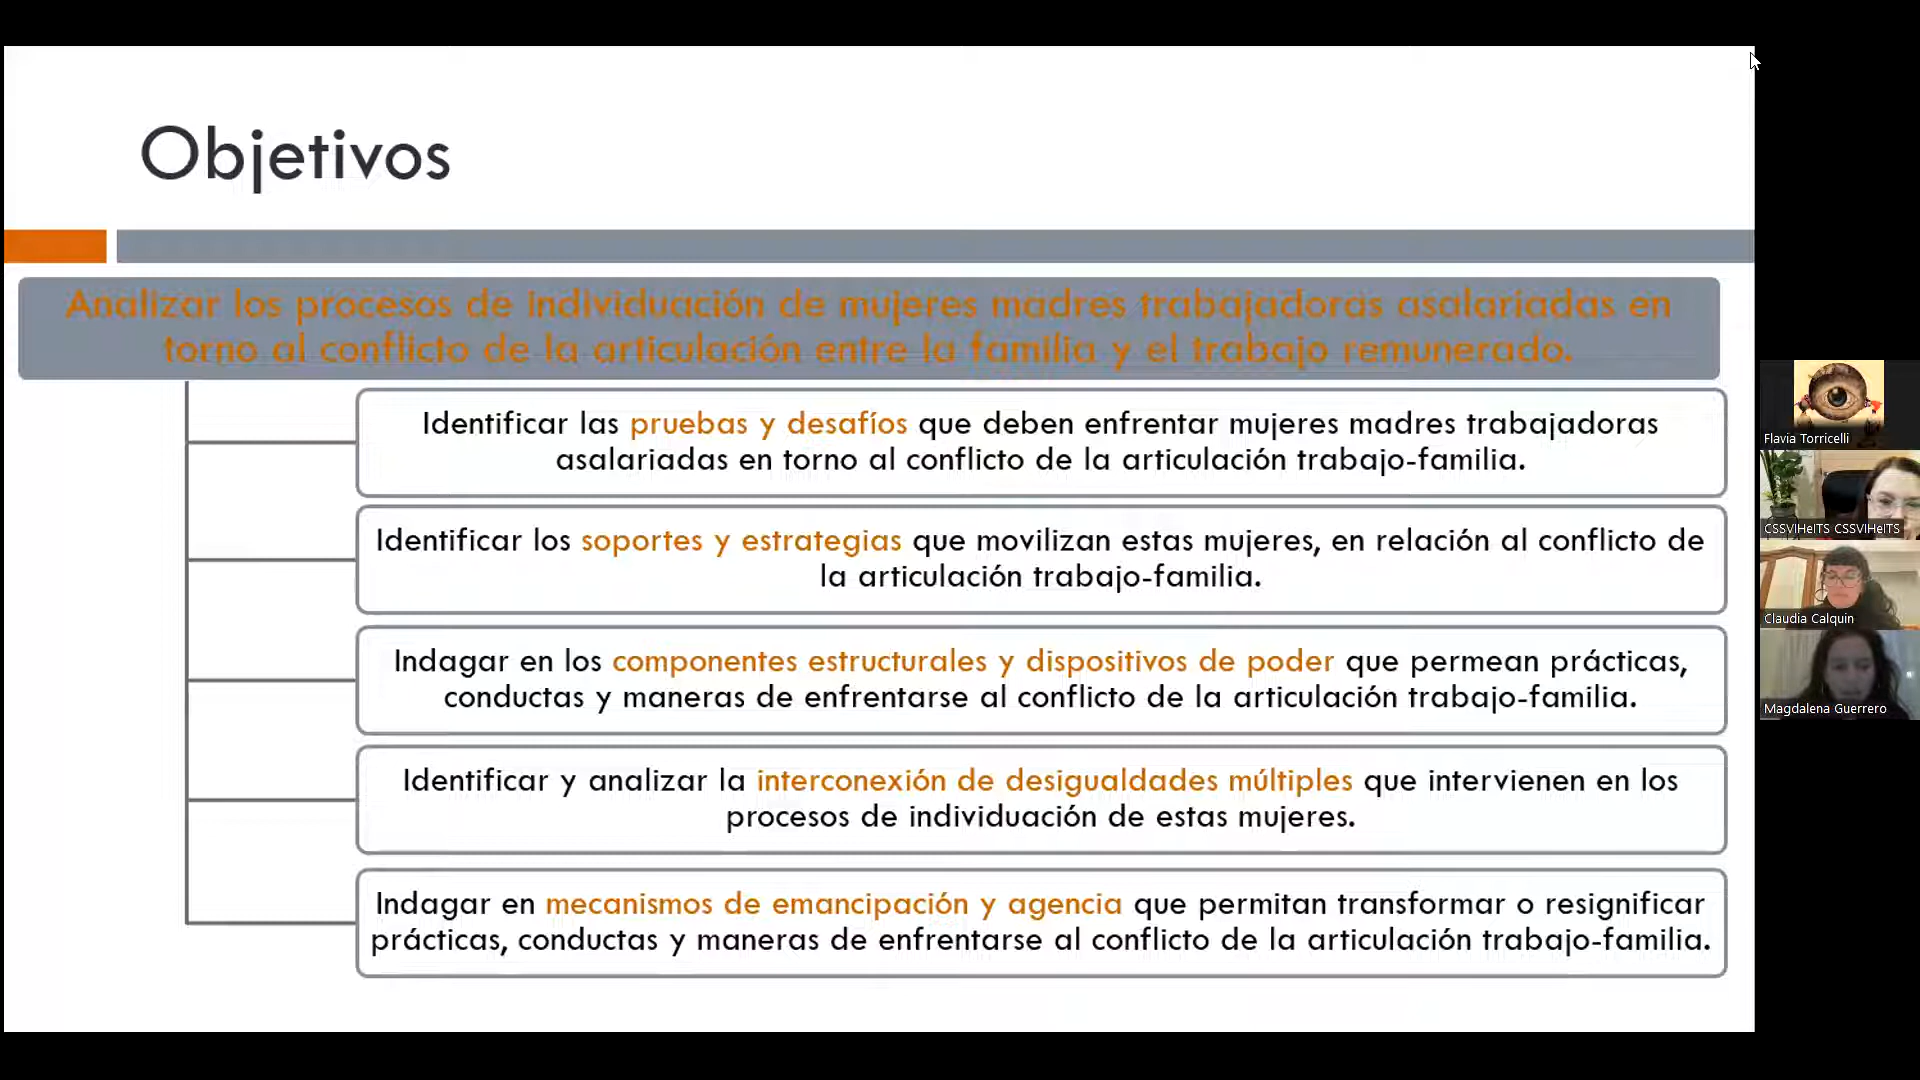 Objetivos
Analizar los procesos de individuación de mujeres madres trabajadoras asalariadas en
torno al conflicto de la articulación entre la familia y el trabajo remunerado.
Identificar las pruebas y desafíos que deben enfrentar mujeres madres trabajadoras
asalariadas en torno al conflicto de la articulación trabajo-familia.
Identificar los soportes y estrategias que movilizan estas mujeres, en relación al conflicto de
la articulación trabajo-familia.
Indagar en los componentes estructurales y dispositivos de poder que permean prácticas,
conductas y maneras de enfrentarse al conflicto de la articulación trabajo-familia.
Identificar y analizar la interconexión de desigualdades múltiples que intervienen en los
procesos de individuación de estas mujeres.
Indagar en mecanismos de emancipación y agencia que permitan transformar o resignificar
prácticas, conductas y maneras de enfrentarse al conflicto de la articulación trabajo-familia.
Flavia Torricelli
CSSVIHeITS CSSVIHeITS
Claudia Calquin
Magdalena Guerrero